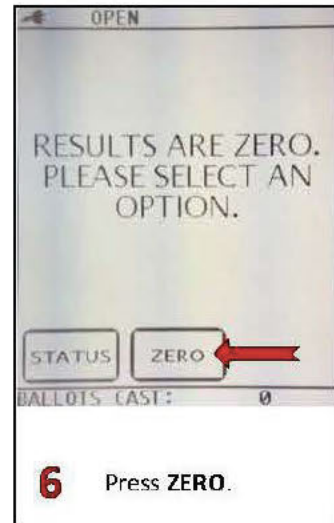 OPEN
RESULTS ARE ZERO.
PLEASE SELECT AN
OPTION.
STATUS ZERO
BALLOTS CAST: 0
6 Press ZERO.